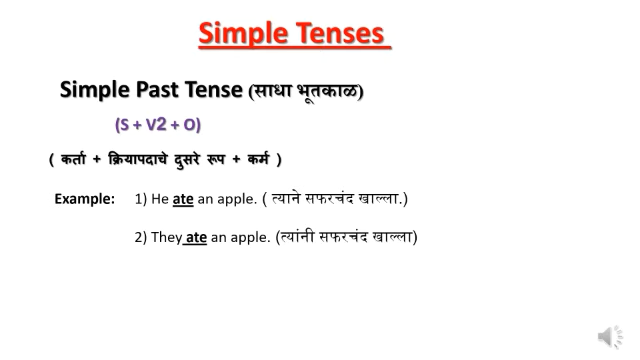 Simple Tenses
Simple Past Tense (साधा भूतकाळ)
(S + V2 + O)
( कर्ता + क्रियापदाचे दुसरे रूप + कर्म )
Example: 1) He ate an apple. ( त्याने सफरचंद खाल्ला.)
2) They ate an apple. (त्यांनी सफरचंद खाल्ला)